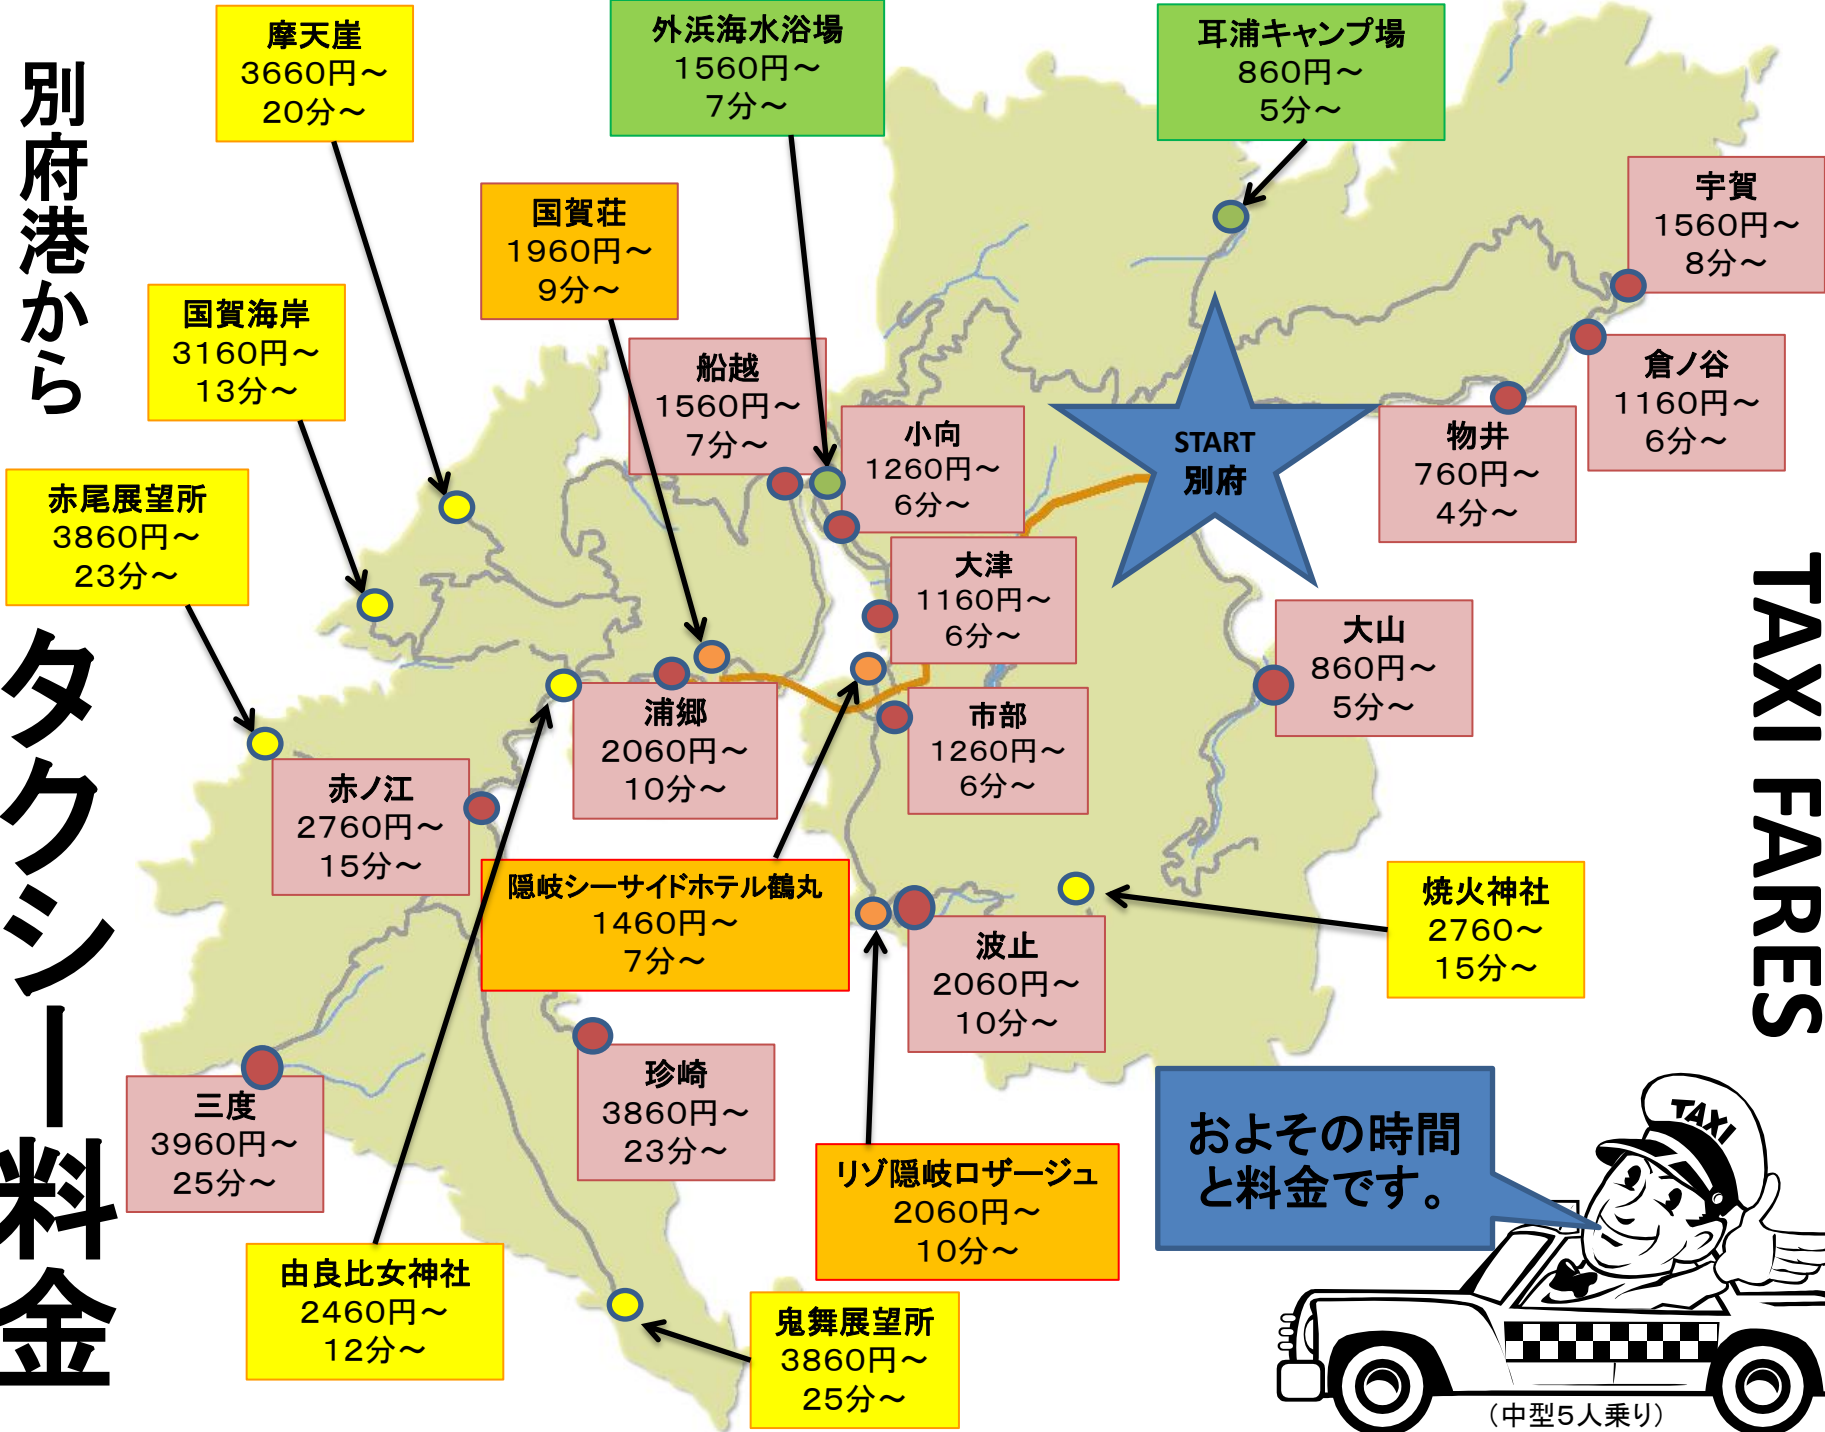 別府港から
タクシー料金
TAXI FARES
摩天崖
3660円～
20分～
外浜海水浴場
1560円～
7分～
耳浦キャンプ場
860円～
5分～
宇賀
1560円～
8分～
国賀荘
1960円～
9分～
国賀海岸
3160円～
13分～
船越
1560円～
7分～
小向
1260円～
6分～
START
別府
物井
760円～
4分～
倉ノ谷
1160円～
6分～
赤尾展望所
3860円～
23分～
大津
1160円～
6分～
大山
860円～
5分～
浦郷
2060円～
10分～
市部
1260円～
6分～
赤ノ江
2760円～
15分～
隠岐シーサイドホテル鶴丸
1460円～
7分～
焼火神社
2760～
15分～
波止
2060円～
10分～
三度
3960円～
25分～
珍崎
3860円～
23分～
リゾ隠岐ロザージュ
2060円～
10分～
由良比女神社
2460円～
12分～
鬼舞展望所
3860円～
25分～
およその時間
と料金です。
TAXI
（中型5人乗り）